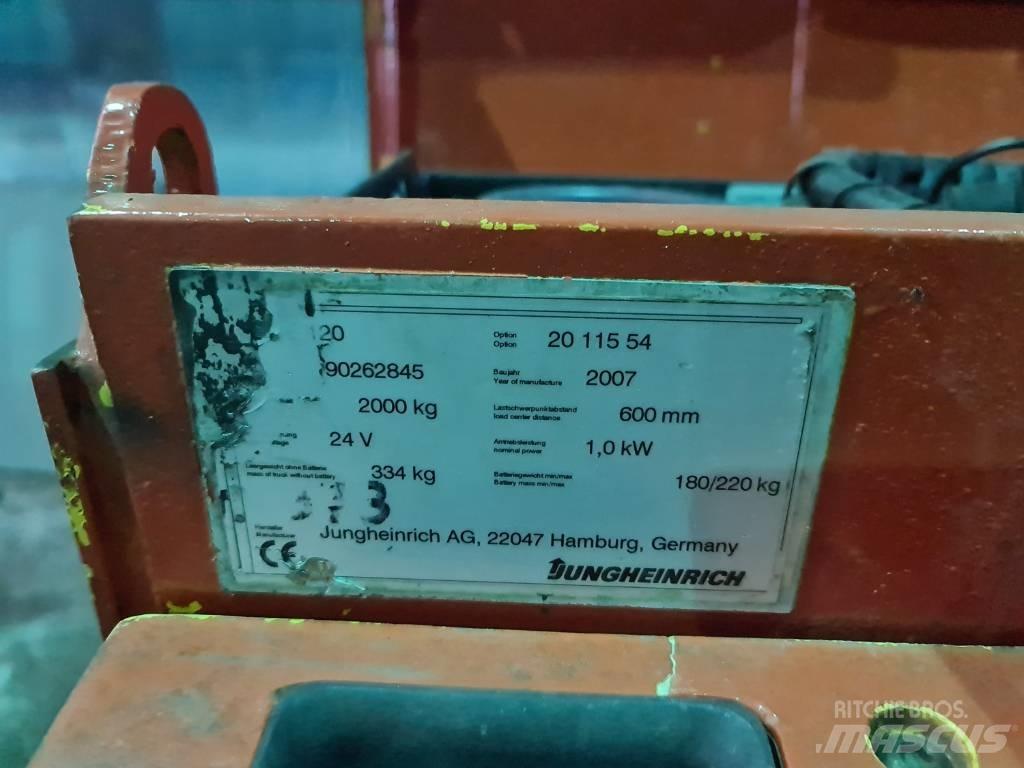 20 Option Option 20 115 54
90262845 Baujahr Year of manufacture 2007
2000 kg Lastschwerpunktabstand load center distance 600 mm
24 V Antriebsleistung nominal power 1,0 kW
Leergewicht ohne Batterie mass of truck without battery 334 kg Batteriegewicht min/max Battery mass min/max 180/220 kg
Hersteller Manufacturer Jungheinrich AG, 22047 Hamburg, Germany
CE JUNGHEINRICH
RITCHIE BROS.
MASCUS